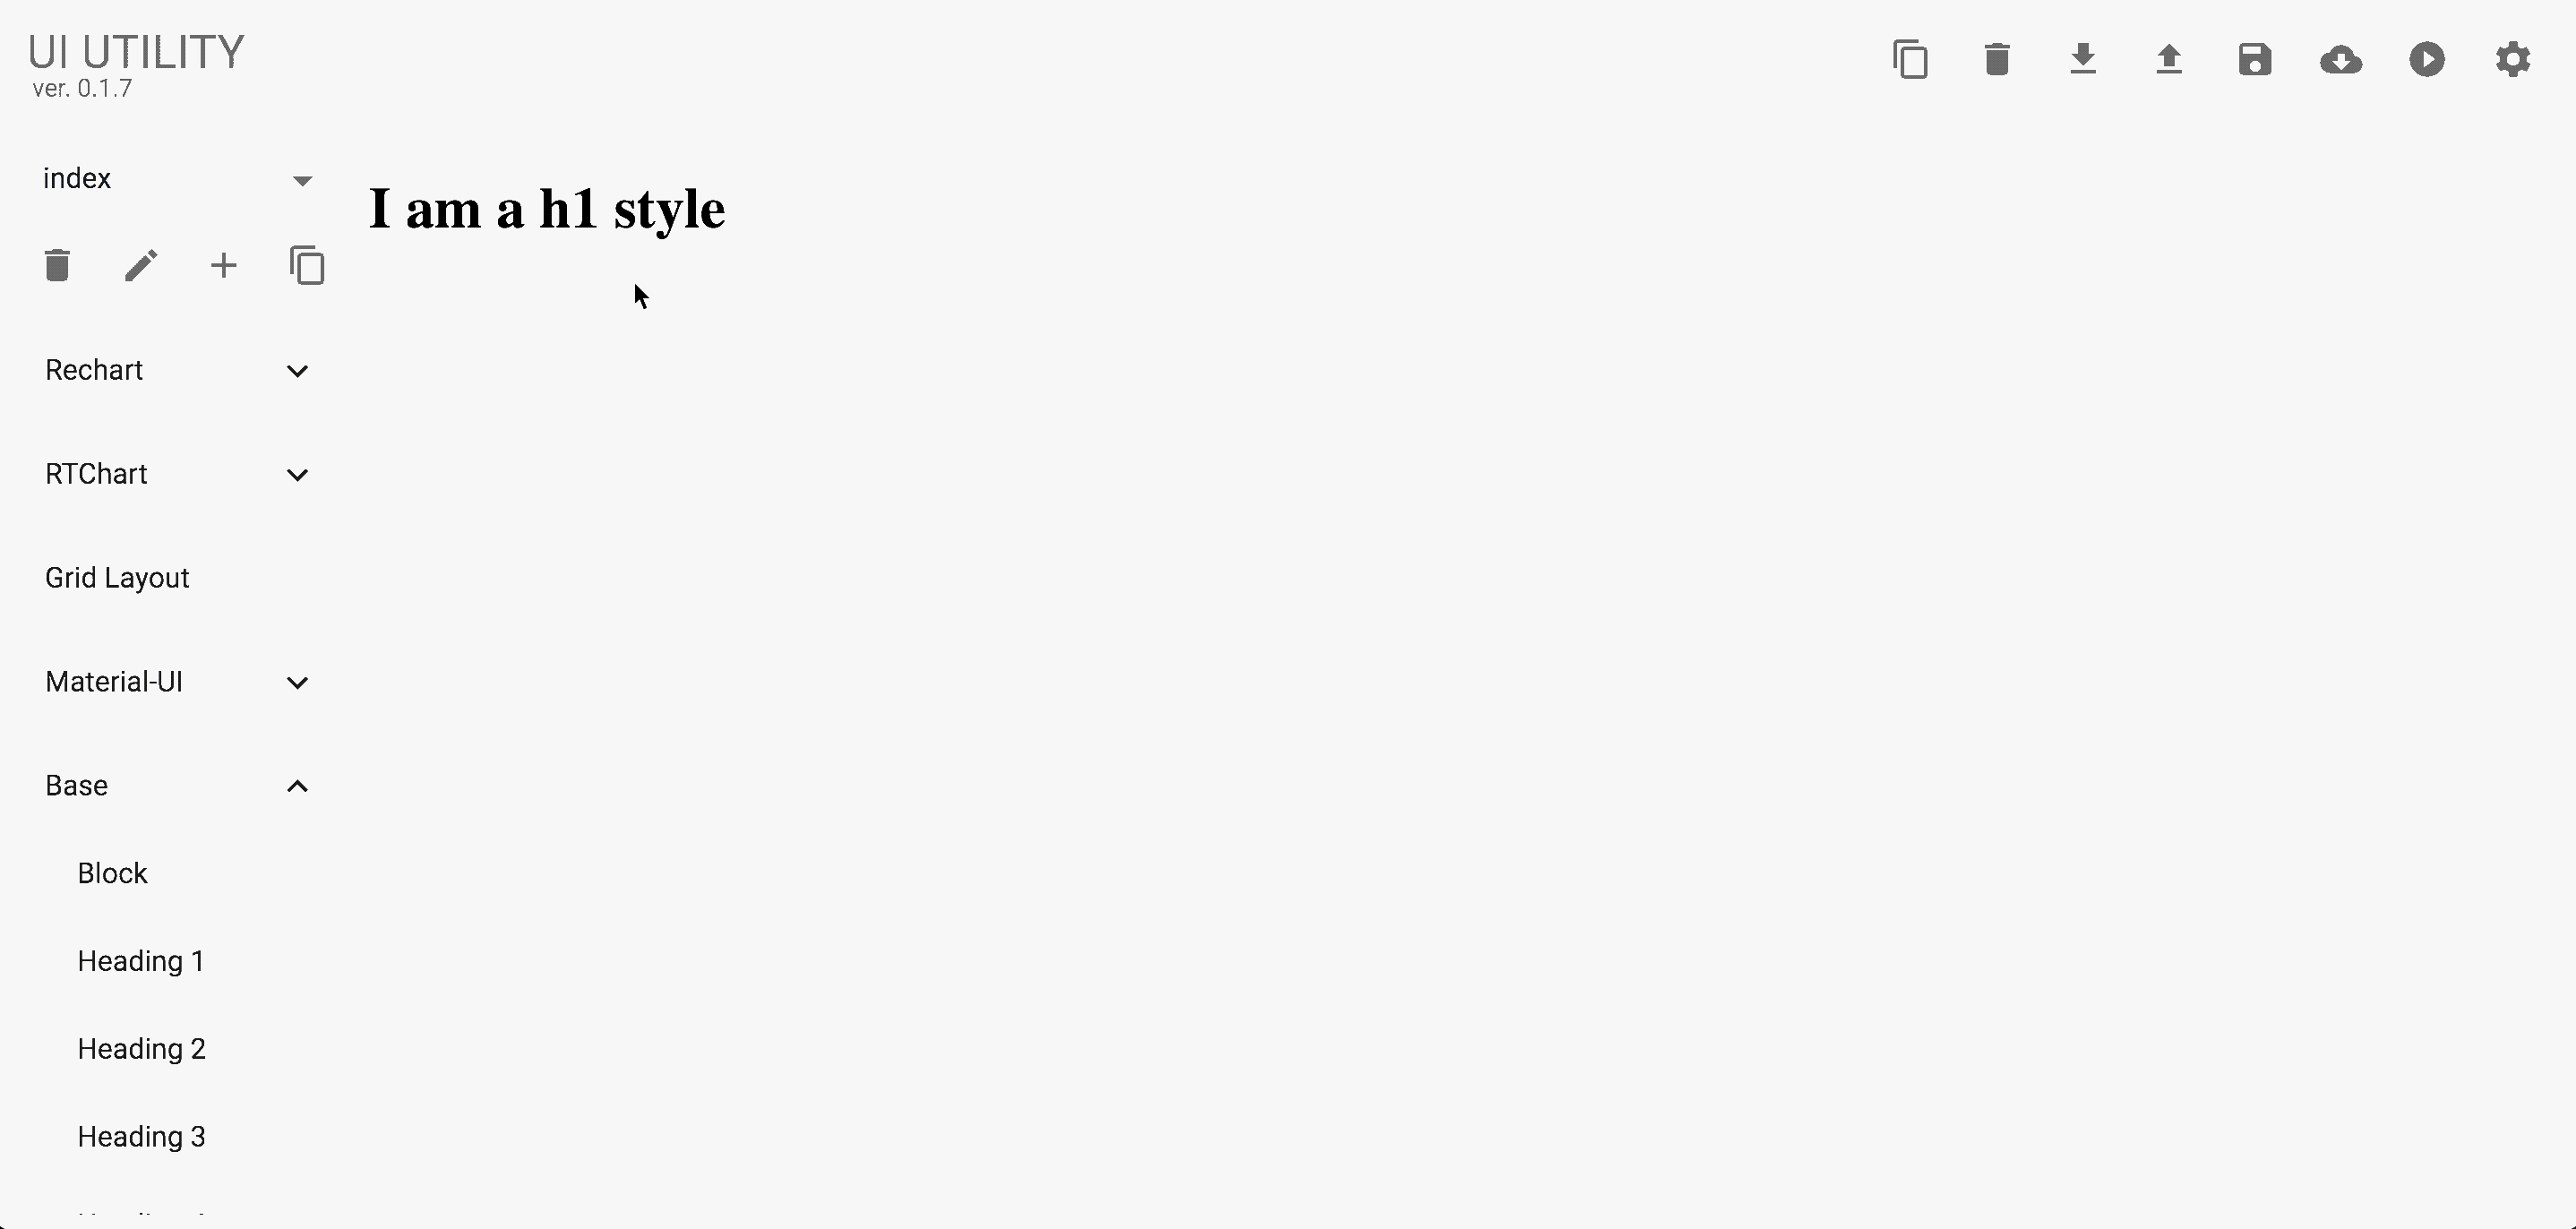 UI UTILITY
ver. 0.1.7
index
I am a h1 style
Rechart
RTChart
Grid Layout
Material-UI
Base
Block
Heading 1
Heading 2
Heading 3